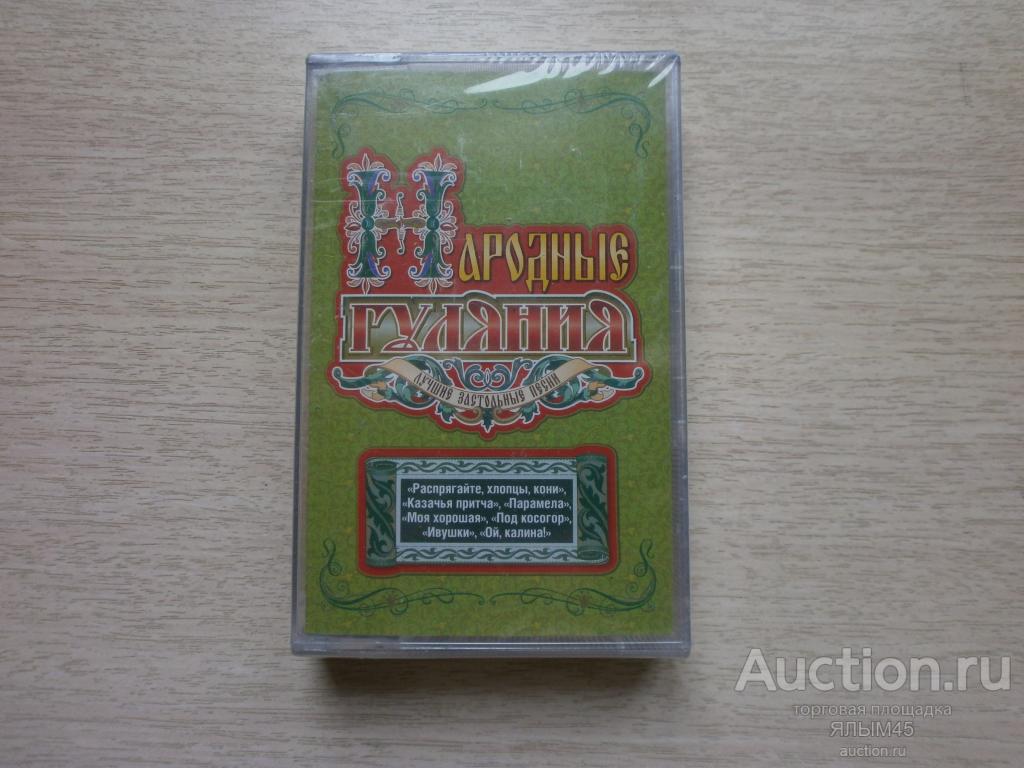 НАРОДНЫЕ
ГУЛЯНИЯ
ЛУЧШИЕ ЗАСТОЛЬНЫЕ ПЕСНИ
«Распрягайте, хлопцы, кони»,
«Казачья притча», «Парамела»,
«Моя хорошая», «Под косогор»,
«Ивушки», «Ой, калина!»
Auction.ru
торговая площадка
ЯЛЫМ45
auction.ru